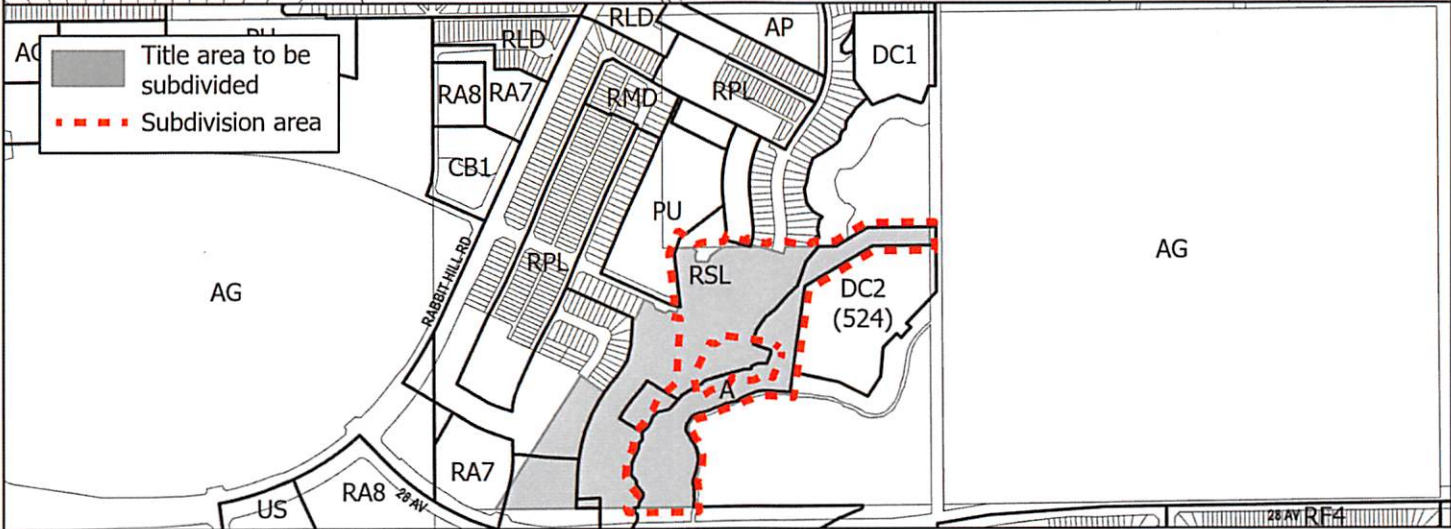 RLD
AP
RLD
DC1
Title area to be
subdivided
RA8
RA7
RMD
RPL
Subdivision area
CB1
PU
AG
RABBIT HILL RD
RPL
RSL
DC2
(524)
AG
A
RA7
RA8
28 AV
US
28 AV
RF4